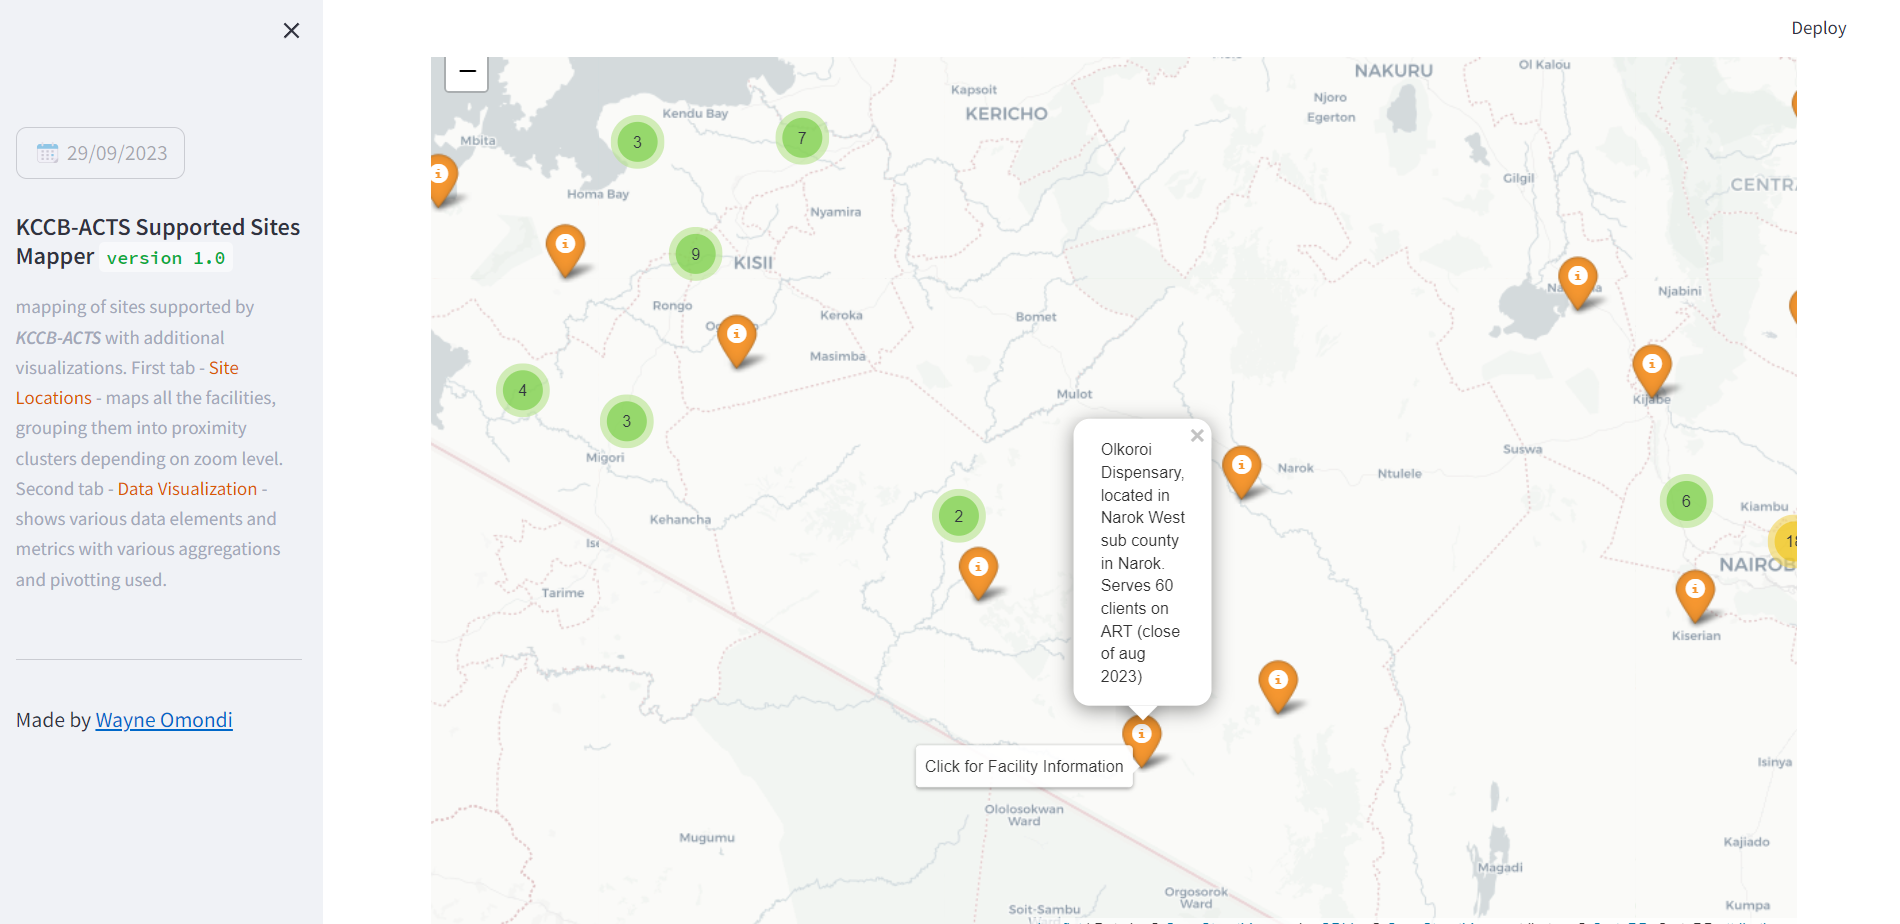 Deploy
29/09/2023
KCCB-ACTS Supported Sites
Mapper version 1.0
mapping of sites supported by
KCCB-ACTS with additional
visualizations. First tab - Site
Locations - maps all the facilities,
grouping them into proximity
clusters depending on zoom level.
Second tab - Data Visualization -
shows various data elements and
metrics with various aggregations
and pivotting used.
Made by Wayne Omondi
−
NAKURU
Ol Kalou
Kapsoit
KERICHO
Njoro
Egerton
Kendu Bay
3
7
Mbita
Homa Bay
Gilgil
CENTR
Nyamira
9
KISII
Rongo
Keroka
Bomet
Njabini
Masimba
4
Mulot
Kijabe
3
Migori
Olkoroi
Dispensary,
located in
Narok West
sub county
in Narok.
Serves 60
clients on
ART (close
of aug
2023)
Suswa
Narok
Ntulele
2
6
Kiambu
Kehancha
NAIROB
Tarime
Kiserian
Click for Facility Information
Isinya
Ololosokwan
Ward
Mugumu
Kajiado
Magadi
Orgosorok
Ward
Soit-Sambu
Ward
Kumpa